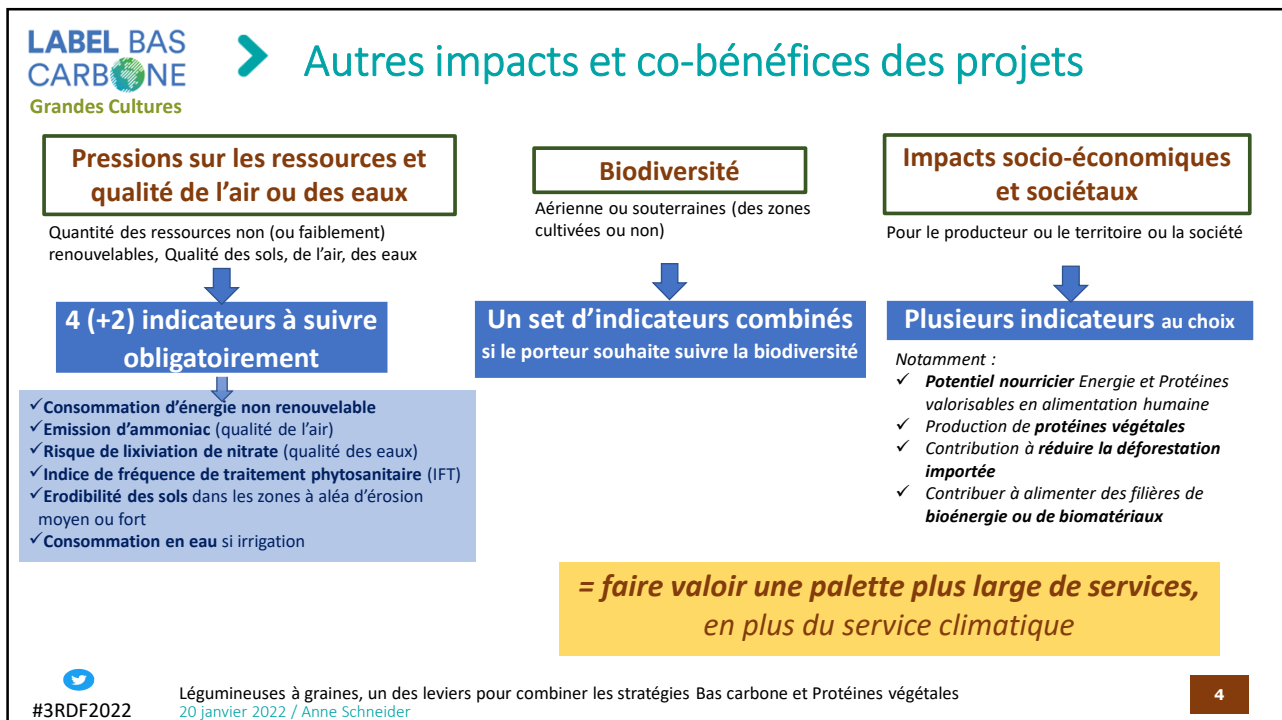 LABEL BAS
CARBONE
Grandes Cultures
Autres impacts et co-bénéfices des projets
Pressions sur les ressources et
qualité de l'air ou des eaux
Quantité des ressources non (ou faiblement)
renouvelables, Qualité des sols, de l'air, des eaux
4 (+2) indicateurs à suivre
obligatoirement
✓Consommation d'énergie non renouvelable
✓Emission d'ammoniac (qualité de l'air)
✓Risque de lixiviation de nitrate (qualité des eaux)
✓Indice de fréquence de traitement phytosanitaire (IFT)
✓Erodibilité des sols dans les zones à aléa d'érosion
moyen ou fort
✓Consommation en eau si irrigation
Biodiversité
Aérienne ou souterraines (des zones
cultivées ou non)
Un set d'indicateurs combinés
si le porteur souhaite suivre la biodiversité
Impacts socio-économiques
et sociétaux
Pour le producteur ou le territoire ou la société
Plusieurs indicateurs au choix
Notamment :
✓ Potentiel nourricier Energie et Protéines
valorisables en alimentation humaine
✓ Production de protéines végétales
✓ Contribution à réduire la déforestation
importée
✓ Contribuer à alimenter des filières de
bioénergie ou de biomatériaux
= faire valoir une palette plus large de services,
en plus du service climatique
#3RDF2022
Légumineuses à graines, un des leviers pour combiner les stratégies Bas carbone et Protéines végétales
20 janvier 2022 / Anne Schneider
4